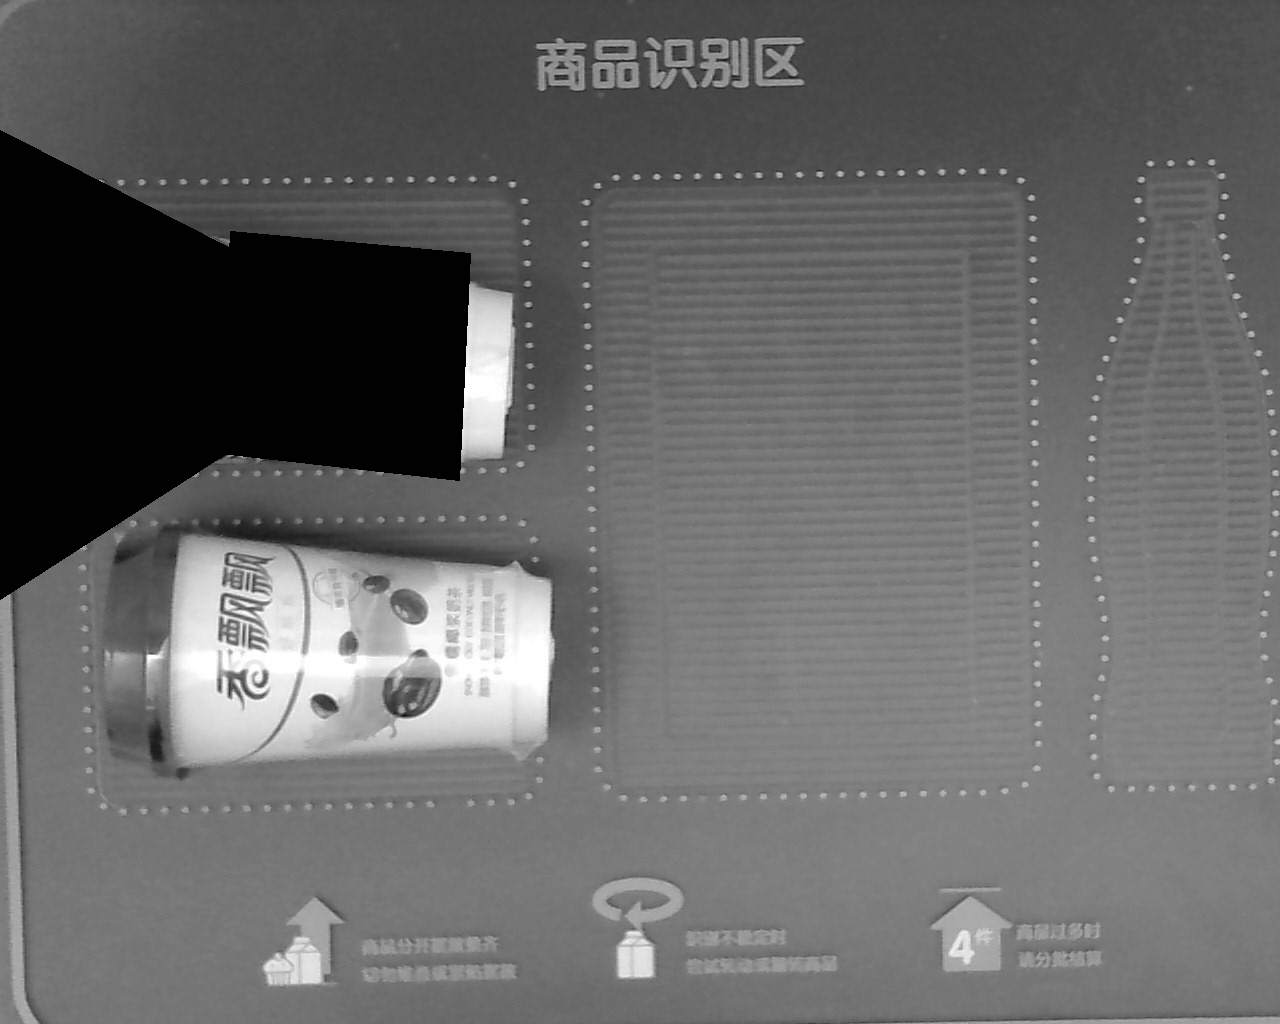 商品识别区
香飘飘
商品分开摆放整齐
切勿堆叠或紧贴摆放
识别不稳定时
尝试转动或翻转商品
4件
商品过多时
请分批结算